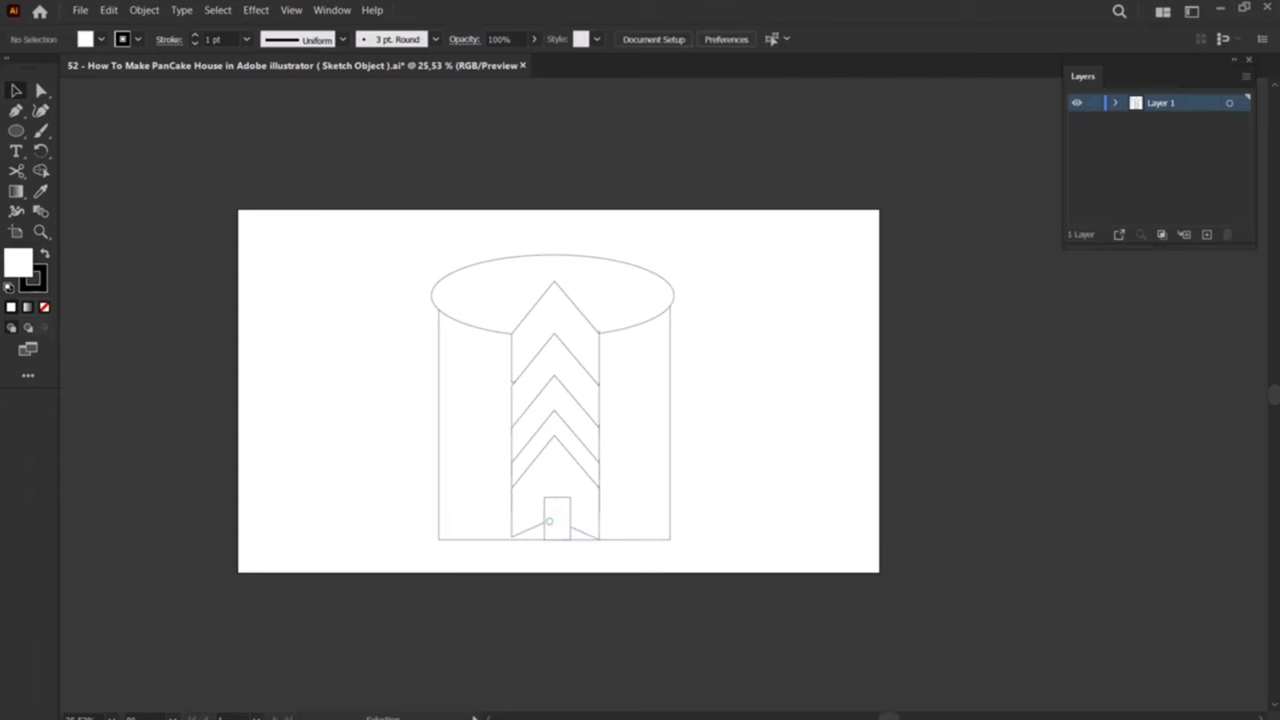 Ai File Edit Object Type Select Effect View Window Help
No Selection Stroke: 1 pt Uniform 3 pt. Round Opacity: 100% Style: Document Setup Preferences
52 - How To Make PanCake House in Adobe illustrator ( Sketch Object ).ai* @ 25,53 % (RGB/Preview
Layers
Layer 1
1 Layer